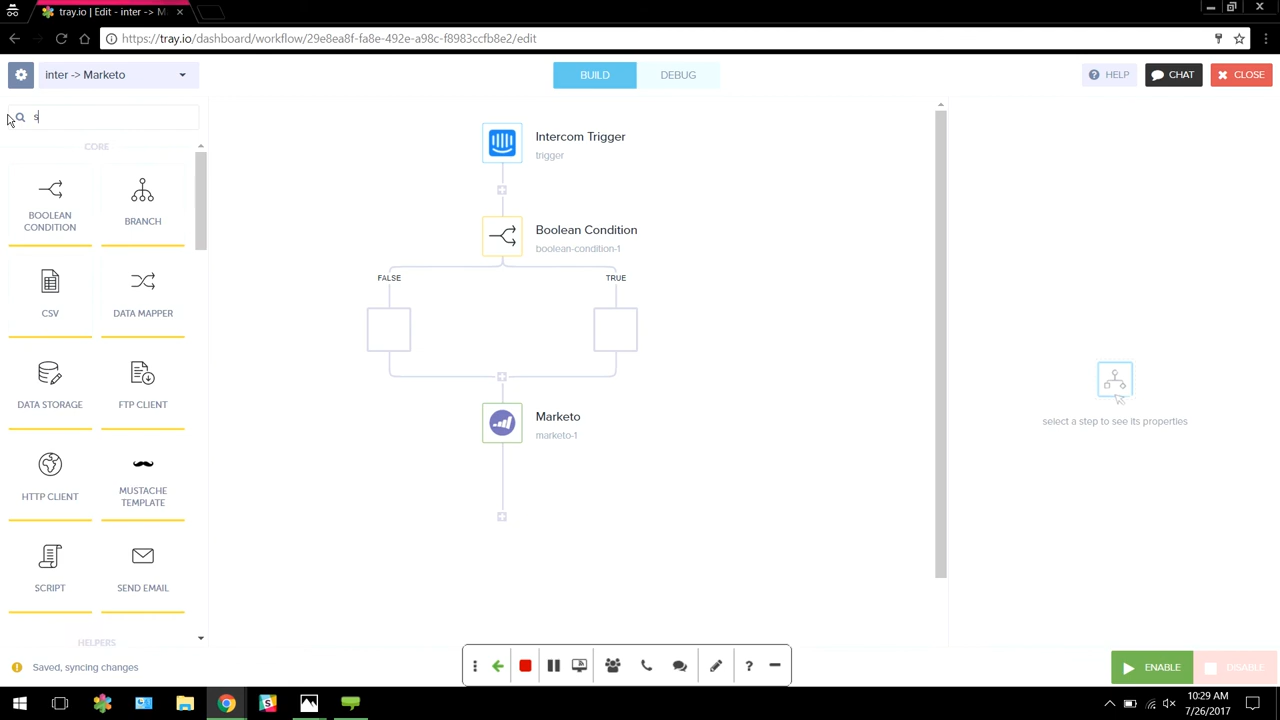 tray.io | Edit - inter -> M
https://tray.io/dashboard/workflow/29e8ea8f-fa8e-492e-a98c-f8983ccfb8e2/edit
inter -> Marketo
BUILD
DEBUG
HELP
CHAT
CLOSE
s
CORE
BOOLEAN
CONDITION
BRANCH
CSV
DATA MAPPER
DATA STORAGE
FTP CLIENT
HTTP CLIENT
MUSTACHE
TEMPLATE
SCRIPT
SEND EMAIL
HELPERS
Intercom Trigger
trigger
Boolean Condition
boolean-condition-1
FALSE
TRUE
Marketo
marketo-1
select a step to see its properties
Saved, syncing changes
ENABLE
DISABLE
10:29 AM
7/26/2017